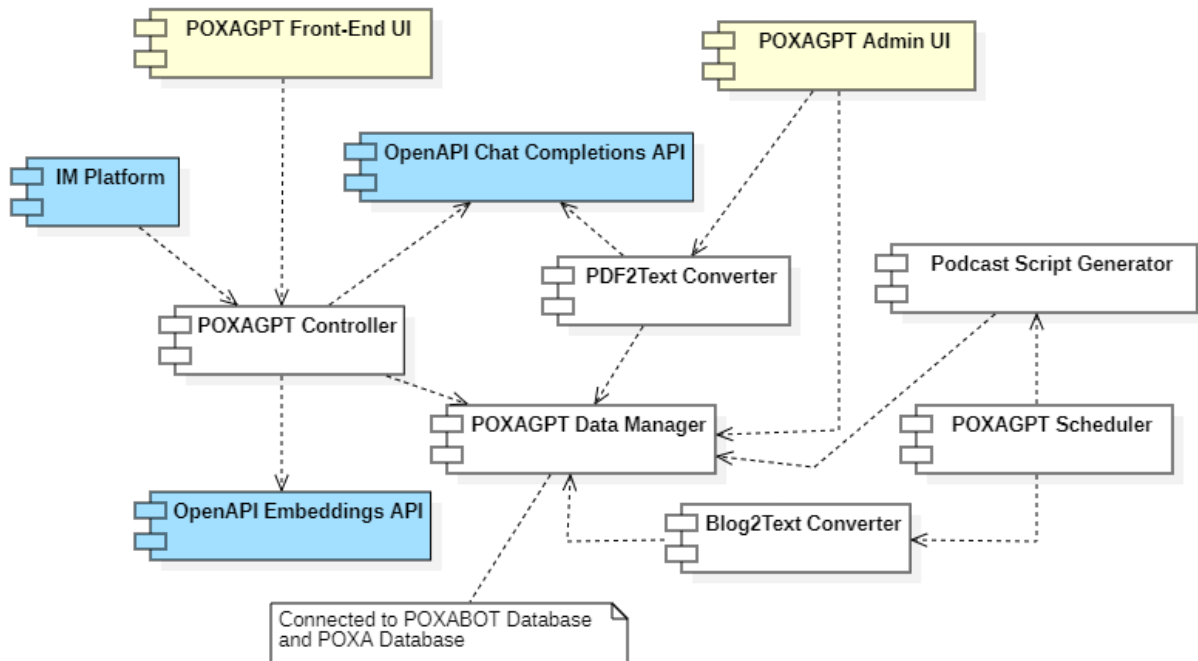 POXAGPT Front-End UI
POXAGPT Admin UI
OpenAPI Chat Completions API
IM Platform
PDF2Text Converter
Podcast Script Generator
POXAGPT Controller
POXAGPT Data Manager
POXAGPT Scheduler
OpenAPI Embeddings API
Blog2Text Converter
Connected to POXABOT Database
and POXA Database